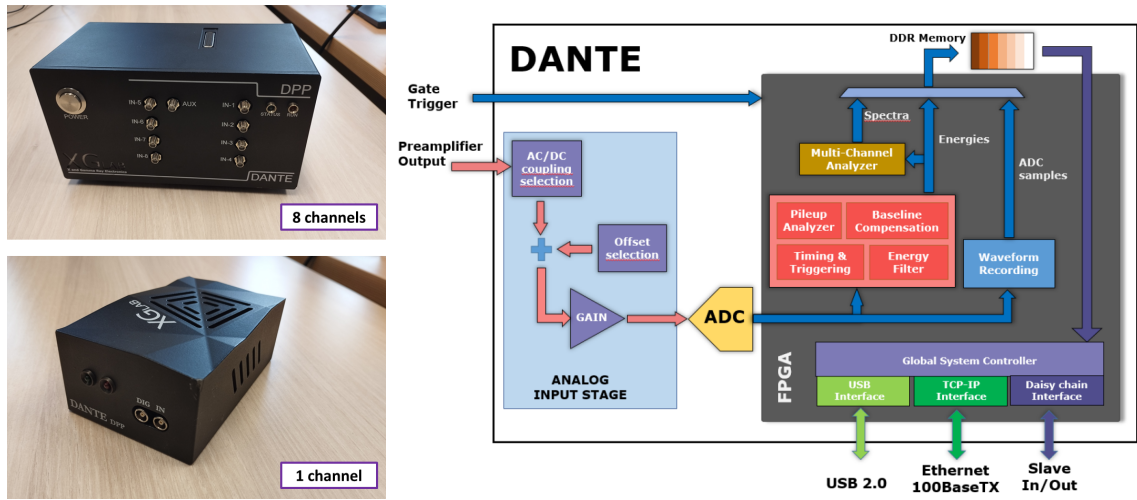 DPP
POWER
IN-5
AUX
IN-1
STATUS
RUN
IN-6
IN-2
IN-7
IN-3
IN-8
IN-4
XGLAB
DANTE
8 channels
XGLAB
DIG IN
DANTE DPP
1 channel
DANTE
DDR Memory
Gate
Trigger
Preamplifier
Output
AC/DC
coupling
selection
Offset
selection
GAIN
ANALOG
INPUT STAGE
ADC
Spectra
Energies
ADC
samples
Multi-Channel
Analyzer
Pileup
Analyzer
Baseline
Compensation
Timing &
Triggering
Energy
Filter
Waveform
Recording
FPGA
Global System Controller
USB
Interface
TCP-IP
Interface
Daisy chain
Interface
USB 2.0
Ethernet
100BaseTX
Slave
In/Out